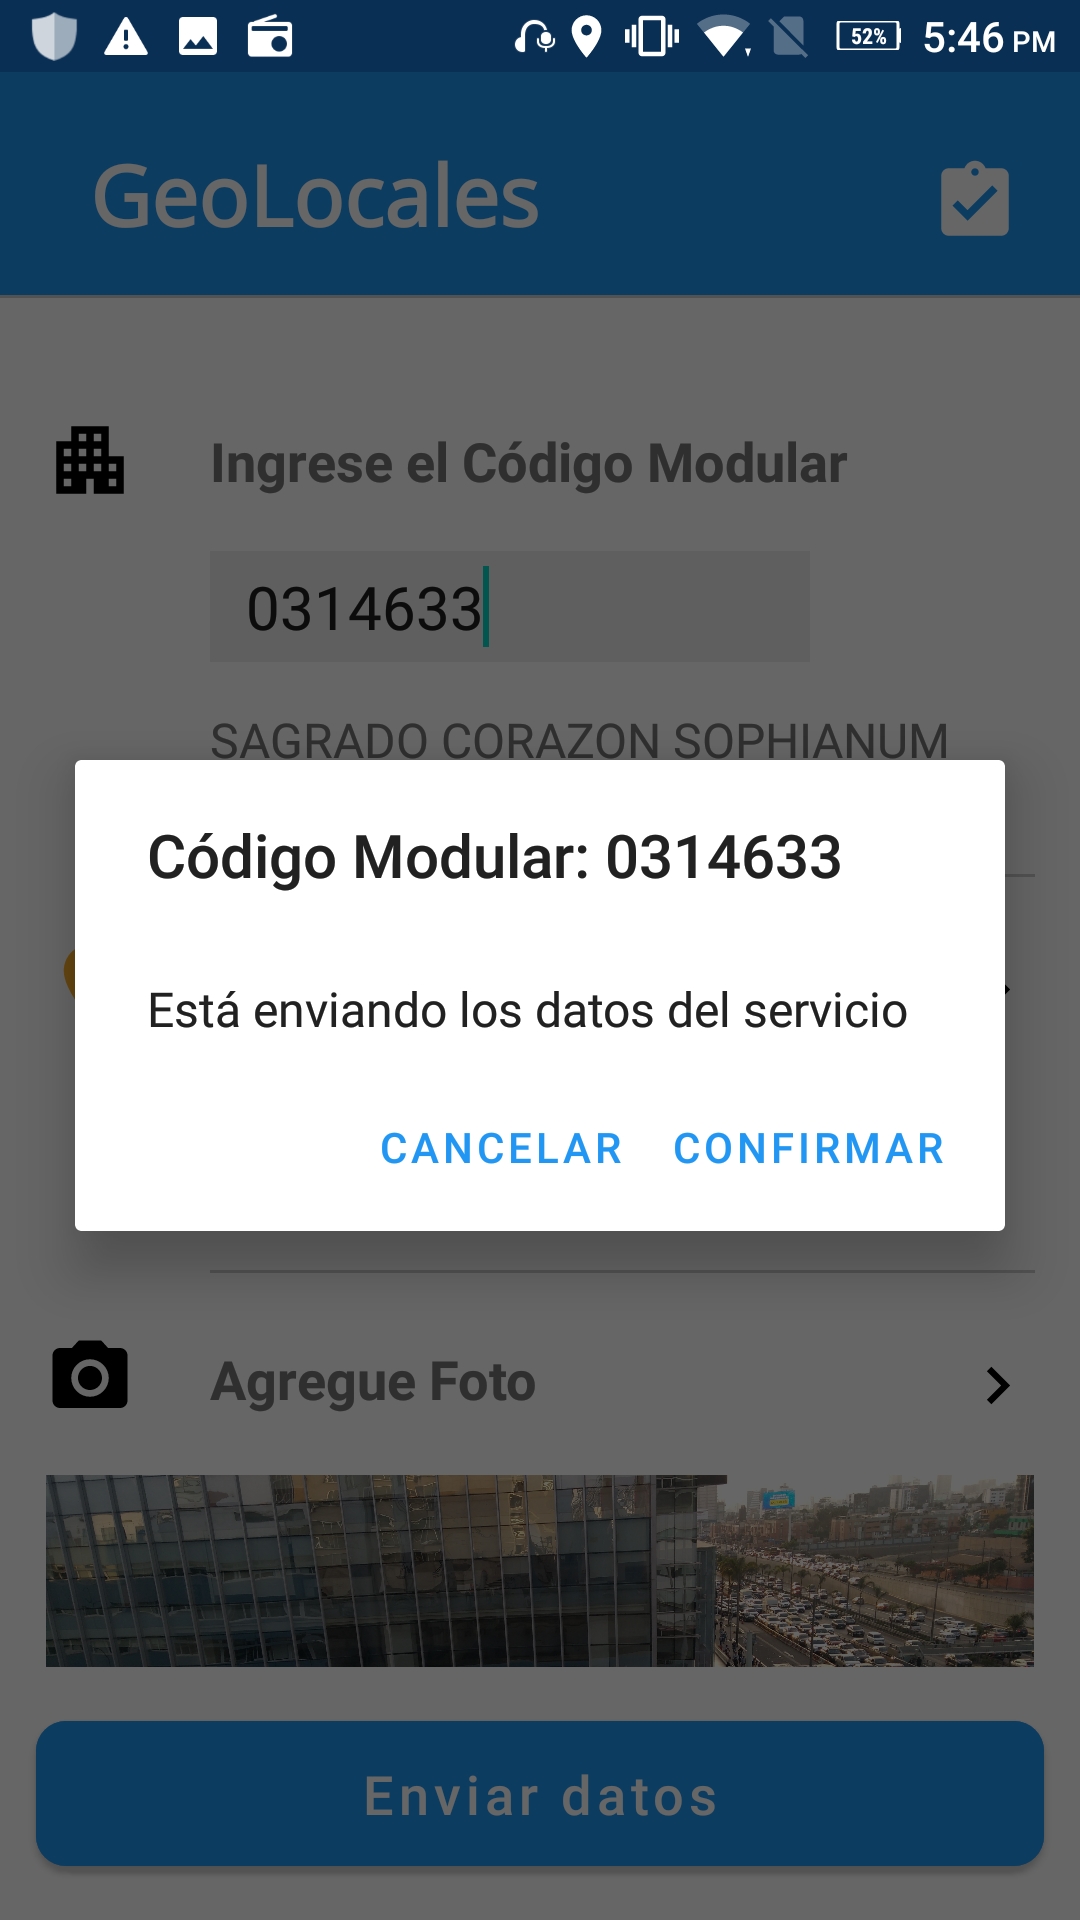 52% 5:46 PM
GeoLocales
Ingrese el Código Modular
0314633
SAGRADO CORAZON SOPHIANUM
Código Modular: 0314633
Está enviando los datos del servicio
CANCELAR CONFIRMAR
Agregue Foto
Enviar datos